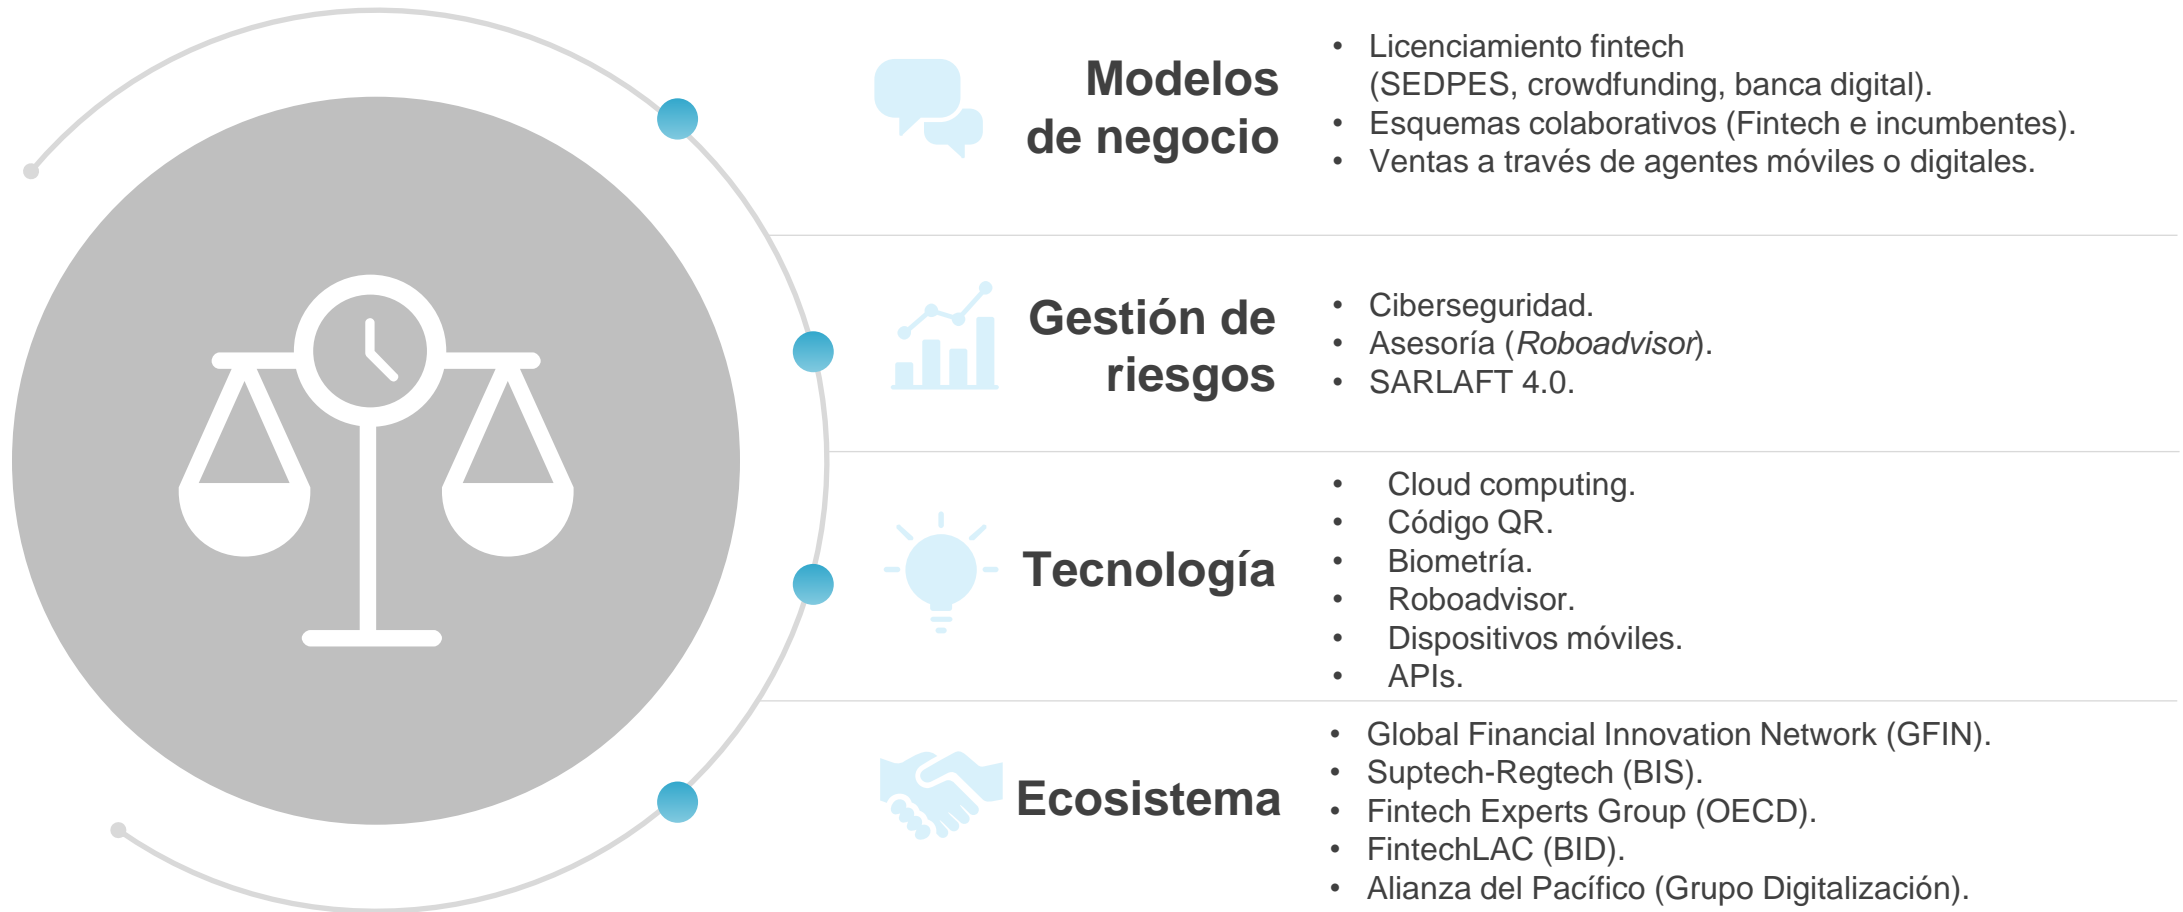 Modelos
de negocio
• Licenciamiento fintech
(SEDPES, crowdfunding, banca digital).
• Esquemas colaborativos (Fintech e incumbentes).
• Ventas a través de agentes móviles o digitales.
Gestión de
riesgos
• Ciberseguridad.
• Asesoría (Roboadvisor).
• SARLAFT 4.0.
Tecnología
• Cloud computing.
• Código QR.
• Biometría.
• Roboadvisor.
• Dispositivos móviles.
• APIs.
Ecosistema
• Global Financial Innovation Network (GFIN).
• Suptech-Regtech (BIS).
• Fintech Experts Group (OECD).
• FintechLAC (BID).
• Alianza del Pacífico (Grupo Digitalización).